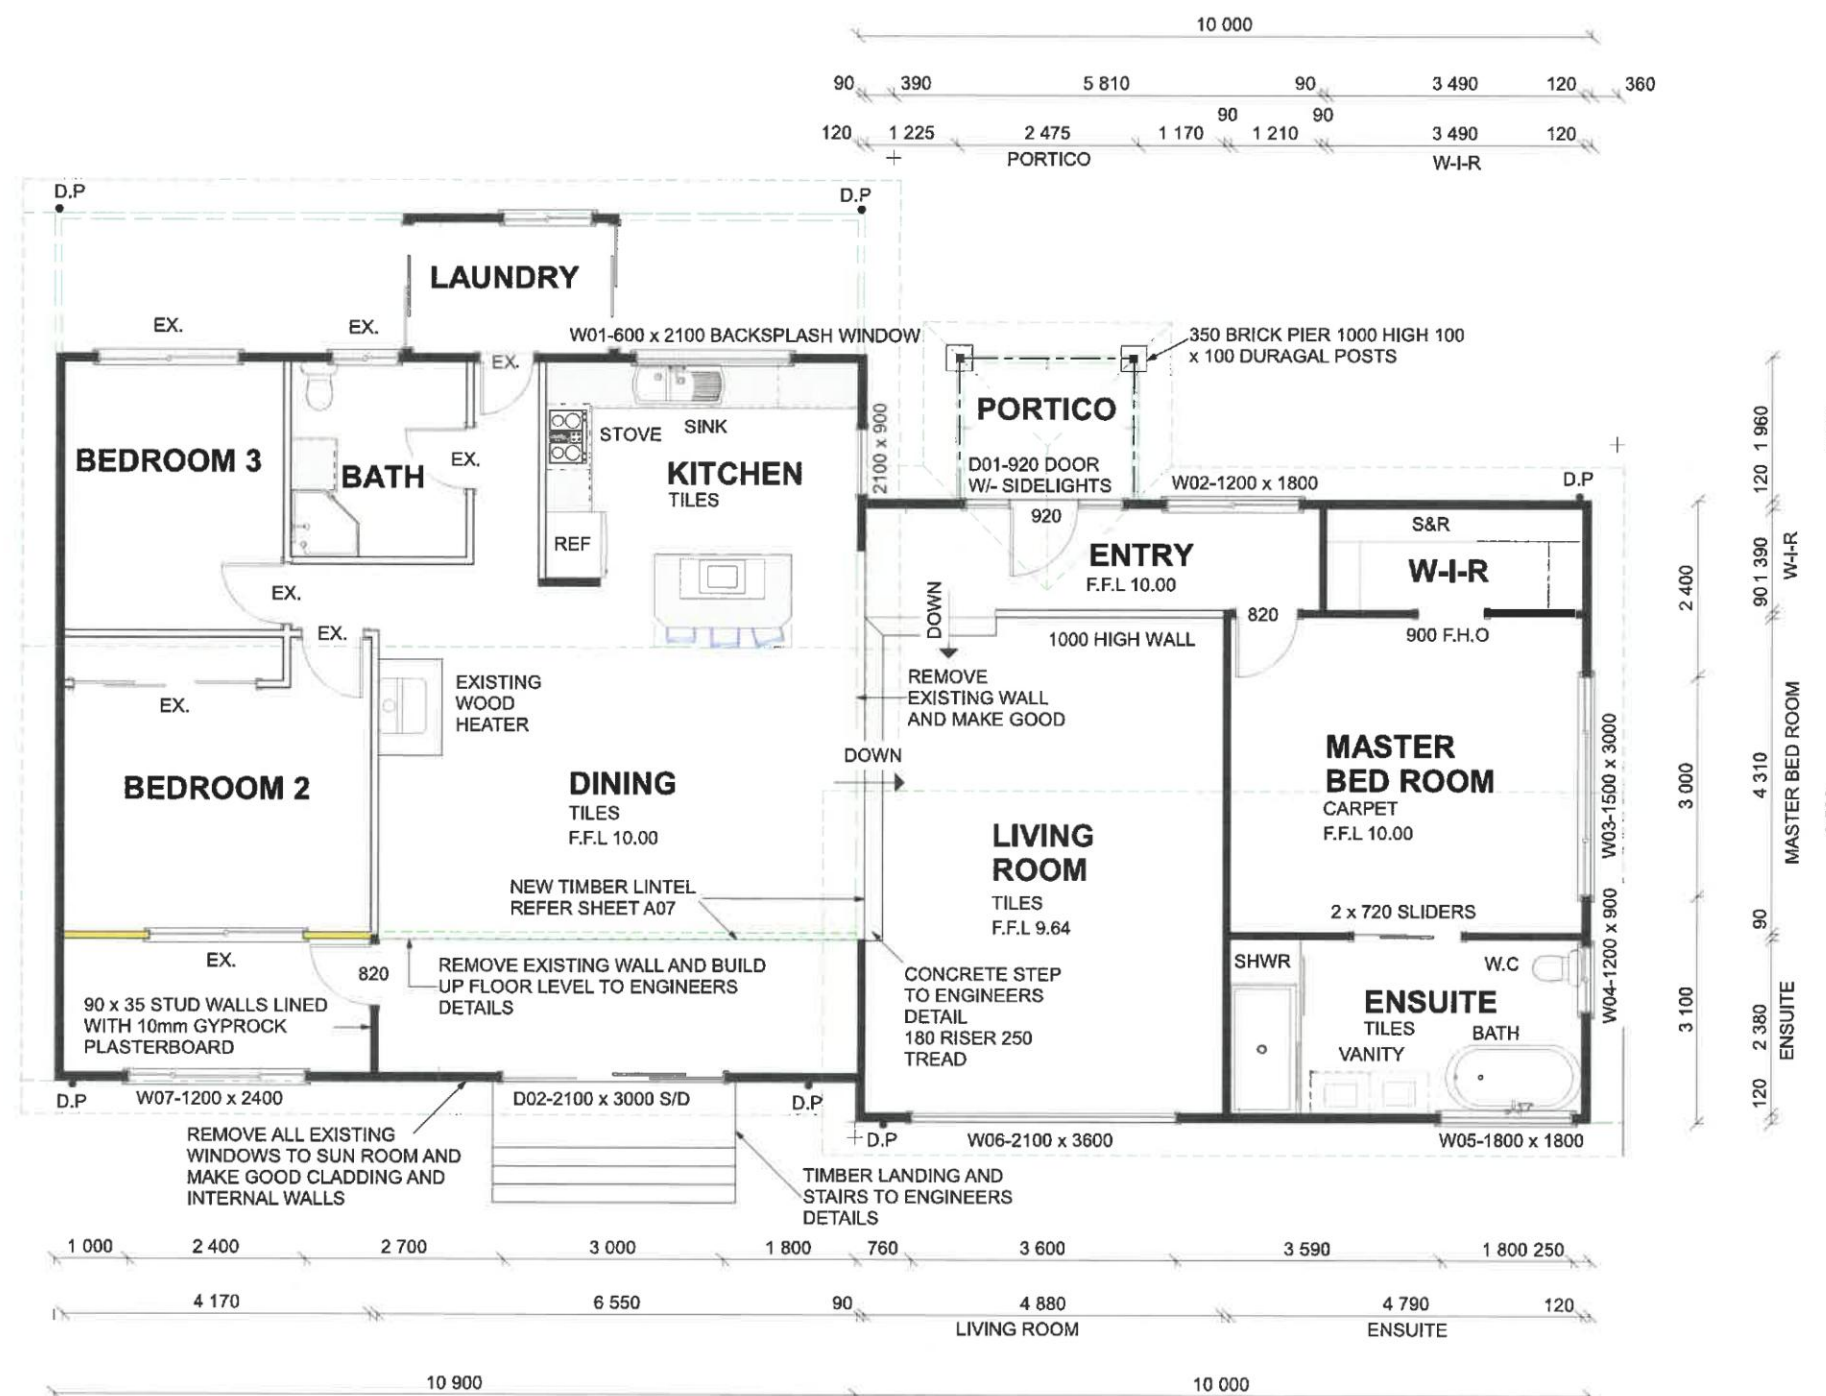 10 000
90 390 5 810 90 3 490 120 360
90 90
120 1 225 2 475 1 170 1 210 3 490 120
PORTICO W-I-R
D.P D.P
LAUNDRY
EX. EX.
W01-600 x 2100 BACKSPLASH WINDOW
EX.
350 BRICK PIER 1000 HIGH 100
x 100 DURAGAL POSTS
PORTICO
2100 x 900
STOVE SINK
BEDROOM 3
BATH
EX.
KITCHEN
TILES
D01-920 DOOR
W/- SIDELIGHTS
W02-1200 x 1800
D.P
920
S&R
REF
ENTRY
F.F.L 10.00
W-I-R
EX.
DOWN
820
EX.
1000 HIGH WALL
900 F.H.O
EXISTING
WOOD
HEATER
EX.
REMOVE
EXISTING WALL
AND MAKE GOOD
DOWN
MASTER
BED ROOM
CARPET
F.F.L 10.00
BEDROOM 2
DINING
TILES
F.F.L 10.00
LIVING
ROOM
TILES
F.F.L 9.64
NEW TIMBER LINTEL
REFER SHEET A07
2 x 720 SLIDERS
EX.
820
REMOVE EXISTING WALL AND BUILD
UP FLOOR LEVEL TO ENGINEERS
DETAILS
CONCRETE STEP
TO ENGINEERS
DETAIL
180 RISER 250
TREAD
SHWR
W.C
ENSUITE
TILES
BATH
VANITY
90 x 35 STUD WALLS LINED
WITH 10mm GYPROCK
PLASTERBOARD
D.P
W07-1200 x 2400
D02-2100 x 3000 S/D
D.P
D.P
W06-2100 x 3600
W05-1800 x 1800
REMOVE ALL EXISTING
WINDOWS TO SUN ROOM AND
MAKE GOOD CLADDING AND
INTERNAL WALLS
TIMBER LANDING AND
STAIRS TO ENGINEERS
DETAILS
W03-1500 x 3000
W04-1200 x 900
2 400
3 000
3 100
1 960
120
1 390
90
4 310
90
2 380
120
W-I-R
MASTER BED ROOM
ENSUITE
1 000 2 400 2 700 3 000 1 800 760 3 600 3 590 1 800 250
4 170 6 550 90 4 880 4 790 120
LIVING ROOM ENSUITE
10 900 10 000